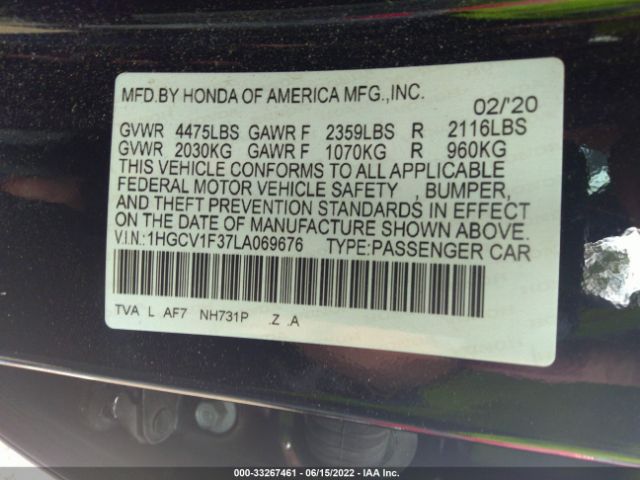 MFD.BY HONDA OF AMERICA MFG.,INC. 02/'20
GVWR 4475LBS GAWR F 2359LBS R 2116LBS
GVWR 2030KG GAWR F 1070KG R 960KG
THIS VEHICLE CONFORMS TO ALL APPLICABLE
FEDERAL MOTOR VEHICLE SAFETY , BUMPER,
AND THEFT PREVENTION STANDARDS IN EFFECT
ON THE DATE OF MANUFACTURE SHOWN ABOVE.
V.I.N.:1HGCV1F37LA069676 TYPE:PASSENGER CAR
TVA L AF7 NH731P .Z .A
000-33267461 - 06/15/2022 - IAA Inc.